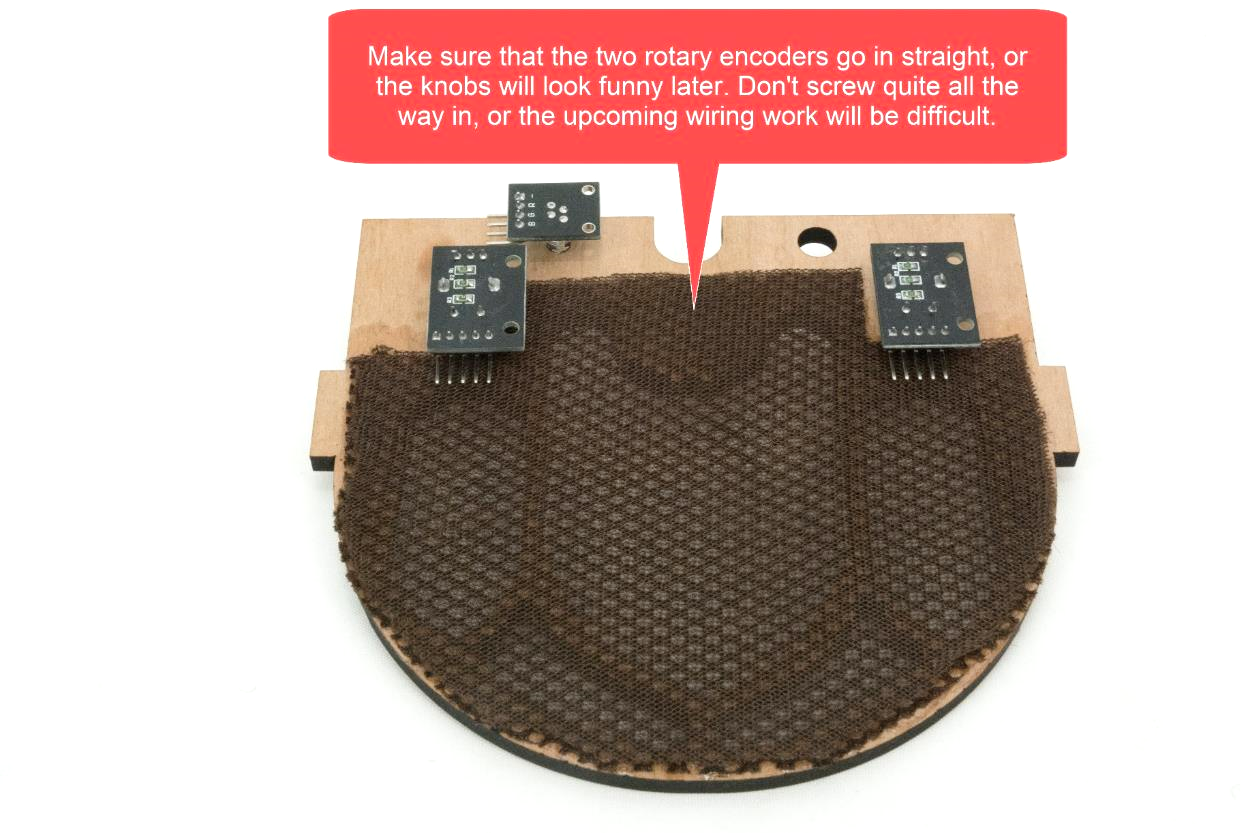 Make sure that the two rotary encoders go in straight, or
the knobs will look funny later. Don't screw quite all the
way in, or the upcoming wiring work will be difficult.
B G R -